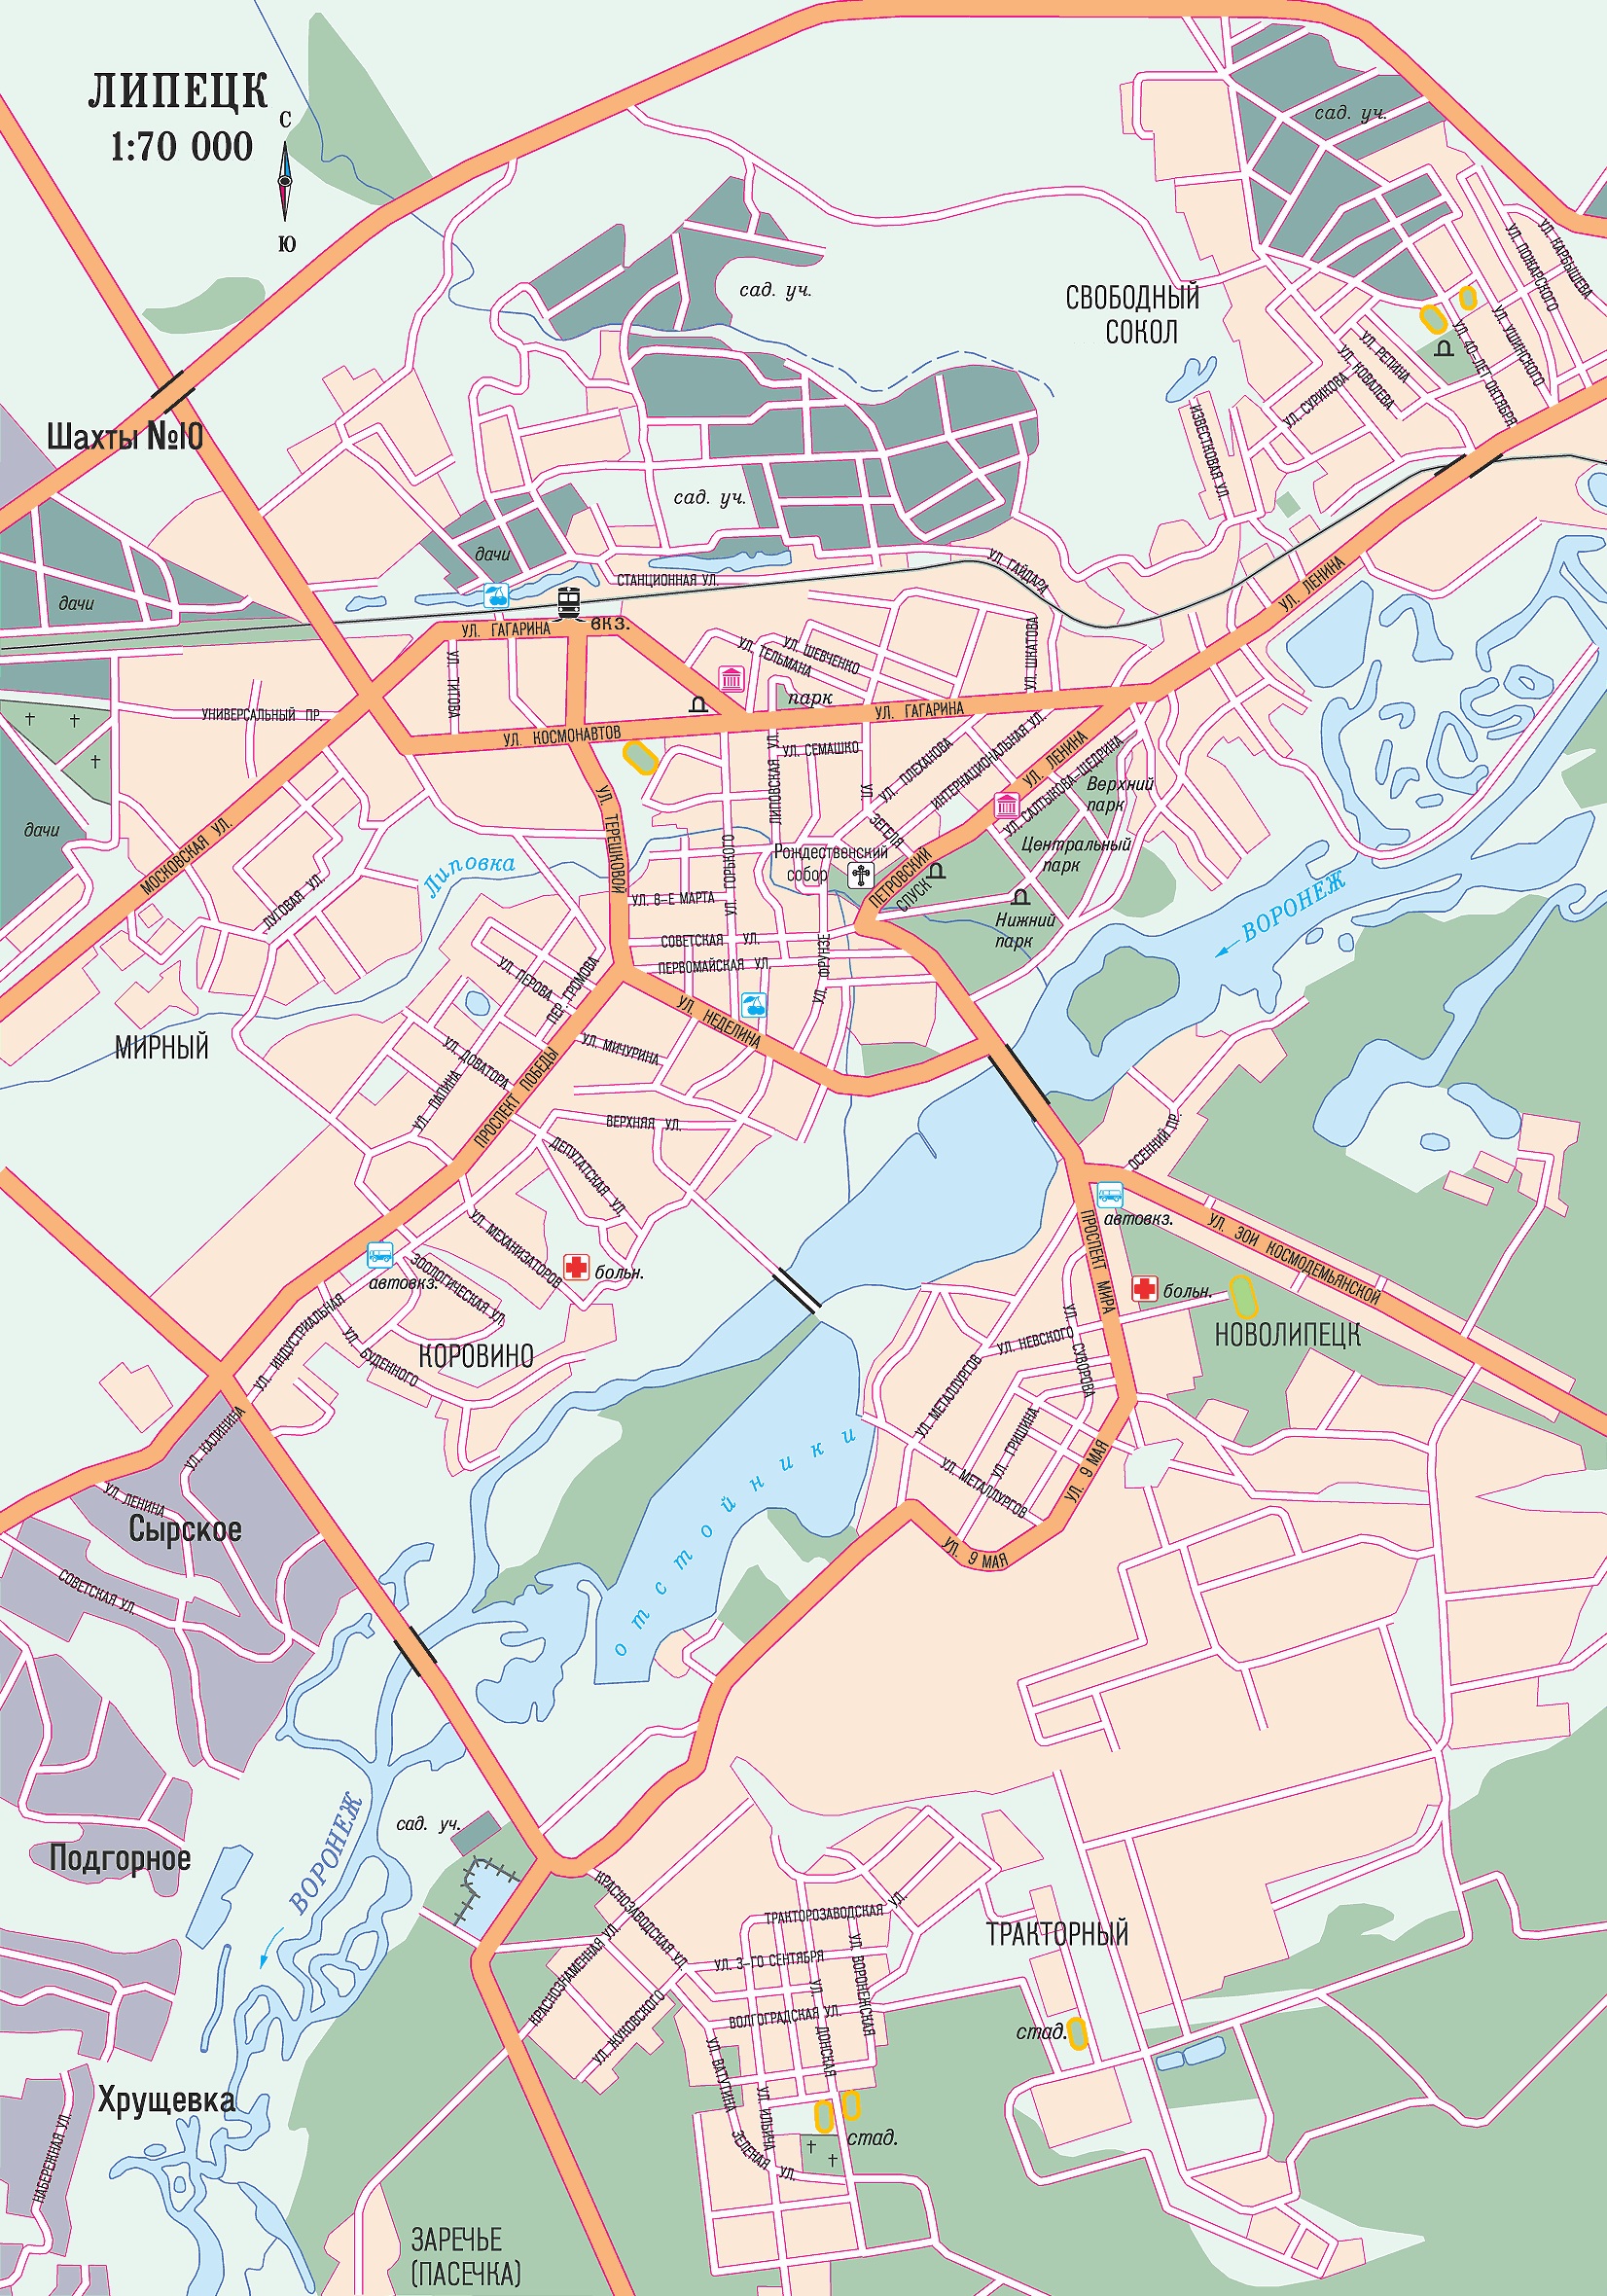 ЛИПЕЦК
1:70 000
С
Ю
сад. уч.
УЛ. КАРБЫШЕВА
УЛ. ПОЖАРСКОГО
сад. уч.
СВОБОДНЫЙ
СОКОЛ
УЛ. УШИНСКОГО
УЛ. 40-ЛЕТ ОКТЯБРЯ
УЛ. РЕПИНА
УЛ. КОВАЛЕВА
УЛ. СУРИКОВА
ИЗВЕСТКОВАЯ УЛ.
Шахты №10
сад. уч.
дачи
дачи
СТАНЦИОННАЯ УЛ.
УЛ. ГАЙДАРА
УЛ. ЛЕНИНА
вкз.
УЛ. ГАГАРИНА
УЛ. ТИТОВА
УЛ. ТЕЛЬМАНА
УЛ. ШЕВЧЕНКО
УЛ. ШКАТОВА
парк
УНИВЕРСАЛЬНЫЙ ПР.
УЛ. ГАГАРИНА
УЛ. КОСМОНАВТОВ
УЛ. СЕМАШКО
ЛИПОВСКАЯ УЛ.
УЛ. ПЛЕХАНОВА
ИНТЕРНАЦИОНАЛЬНАЯ УЛ.
УЛ. ЛЕНИНА
УЛ. САЛТЫКОВА-ЩЕДРИНА
Верхний
парк
УЛ. ЗЕГЕЛЯ
дачи
МОСКОВСКАЯ УЛ.
УЛ. ТЕРЕШКОВОЙ
Липовка
УЛ. ГОРЬКОГО
Рождественский
собор
Центральный
парк
ПЕТРОВСКИЙ
СПУСК
ЛУГОВАЯ УЛ.
УЛ. 8-Е МАРТА
Нижний
парк
ВОРОНЕЖ
СОВЕТСКАЯ УЛ.
ПЕРВОМАЙСКАЯ УЛ.
УЛ. ФРУНЗЕ
УЛ. ПЕРОВА
ПЕР. ГРОМОВА
УЛ. НЕДЕЛИНА
МИРНЫЙ
УЛ. МИЧУРИНА
УЛ. ДОВАТОРА
УЛ. ПАПИНА
ПРОСПЕКТ ПОБЕДЫ
ВЕРХНЯЯ УЛ.
ДЕПУТАТСКАЯ УЛ.
ОСЕННИЙ ПР.
автовкз.
УЛ. ЗОИ КОСМОДЕМЬЯНСКОЙ
ПРОСПЕКТ МИРА
УЛ. МЕХАНИЗАТОРОВ
больн.
автовкз.
ЗООЛОГИЧЕСКАЯ УЛ.
больн.
НОВОЛИПЕЦК
УЛ. ИНДУСТРИАЛЬНАЯ
УЛ. БУДЕННОГО
КОРОВИНО
УЛ. НЕВСКОГО
УЛ. СУВОРОВА
УЛ. МЕТАЛЛУРГОВ
УЛ. КАЛИНИНА
УЛ. ГРИШИНА
УЛ. МЕТАЛЛУРГОВ
УЛ. 9 МАЯ
отстойники
УЛ. ЛЕНИНА
Сырское
УЛ. 9 МАЯ
СОВЕТСКАЯ УЛ.
ВОРОНЕЖ
сад. уч.
Подгорное
КРАСНОЗАВОДСКАЯ УЛ.
ТРАКТОРОЗАВОДСКАЯ УЛ.
ТРАКТОРНЫЙ
КРАСНОЗНАМЕННАЯ УЛ.
УЛ. 3-ГО СЕНТЯБРЯ
УЛ. ВОРОНЕЖСКАЯ
УЛ. ЖУКОВСКОГО
ВОЛГОГРАДСКАЯ УЛ.
УЛ. ДОНСКАЯ
стад.
УЛ. ВАТУТИНА
УЛ. ИЛЬИНА
Хрущевка
НАБЕРЕЖНАЯ УЛ.
ЗЕЛЕНАЯ УЛ.
стад.
ЗАРЕЧЬЕ
(ПАСЕЧКА)